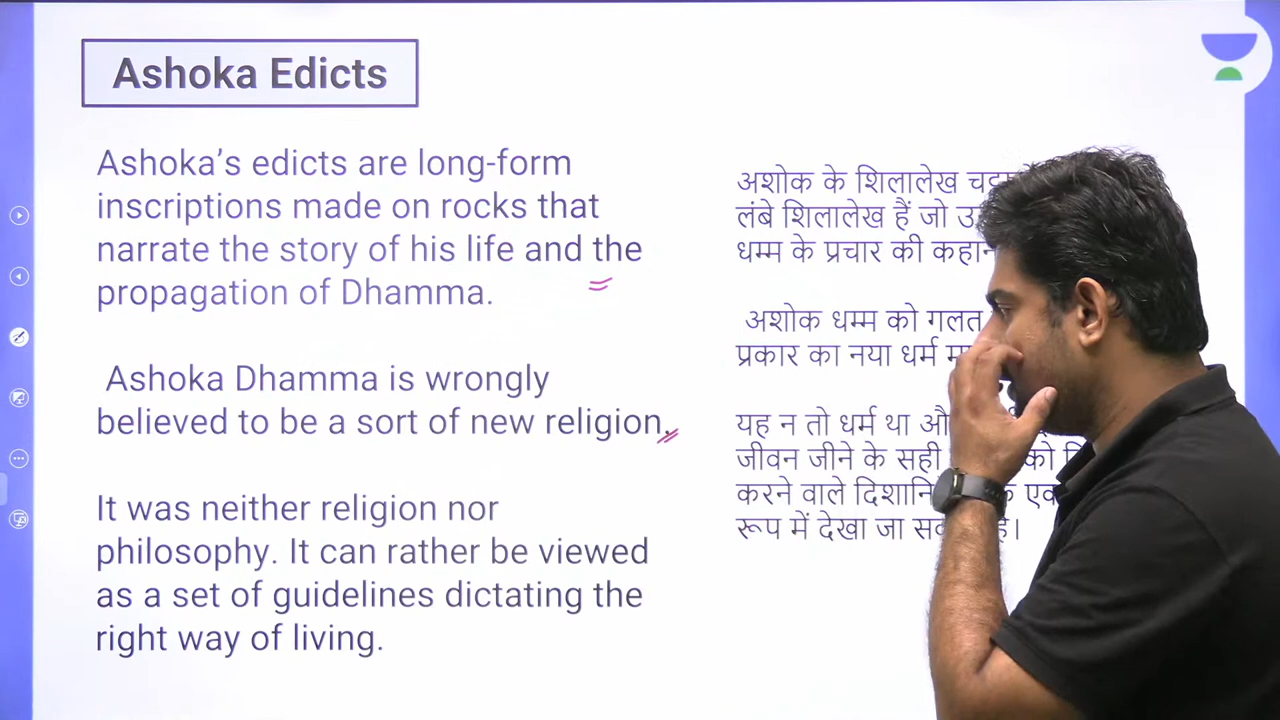 Ashoka Edicts
Ashoka’s edicts are long-form
inscriptions made on rocks that
narrate the story of his life and the
propagation of Dhamma.
Ashoka Dhamma is wrongly
believed to be a sort of new religion.
It was neither religion nor
philosophy. It can rather be viewed
as a set of guidelines dictating the
right way of living.
अशोक के शिलालेख
लंबे शिलालेख हैं जो
धम्म के प्रचार की
अशोक धम्म को गलत
प्रकार का नया धर्म
यह न तो धर्म था
जीवन जीने के सही को
करने वाले
रूप में देखा जा है।